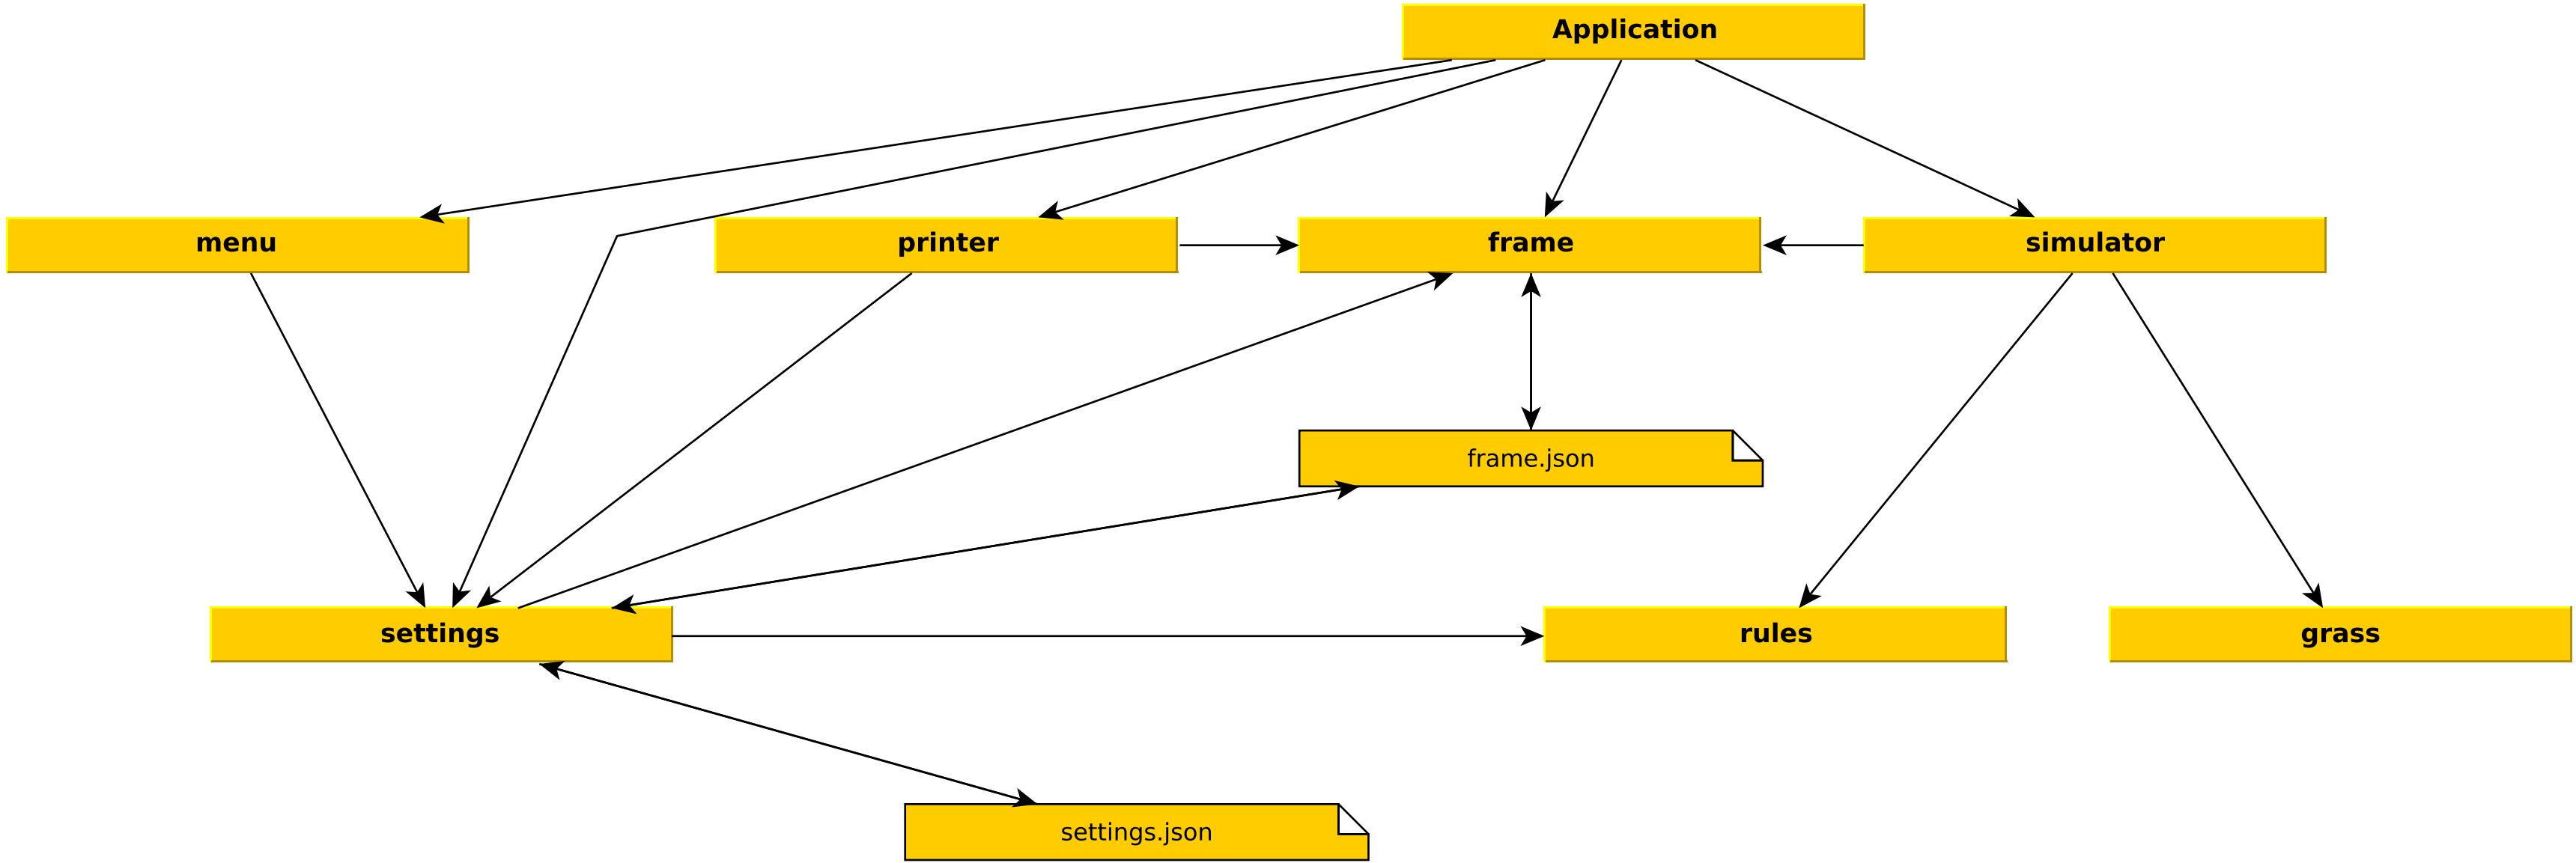 Application
menu
printer
frame
simulator
frame.json
settings
rules
grass
settings.json